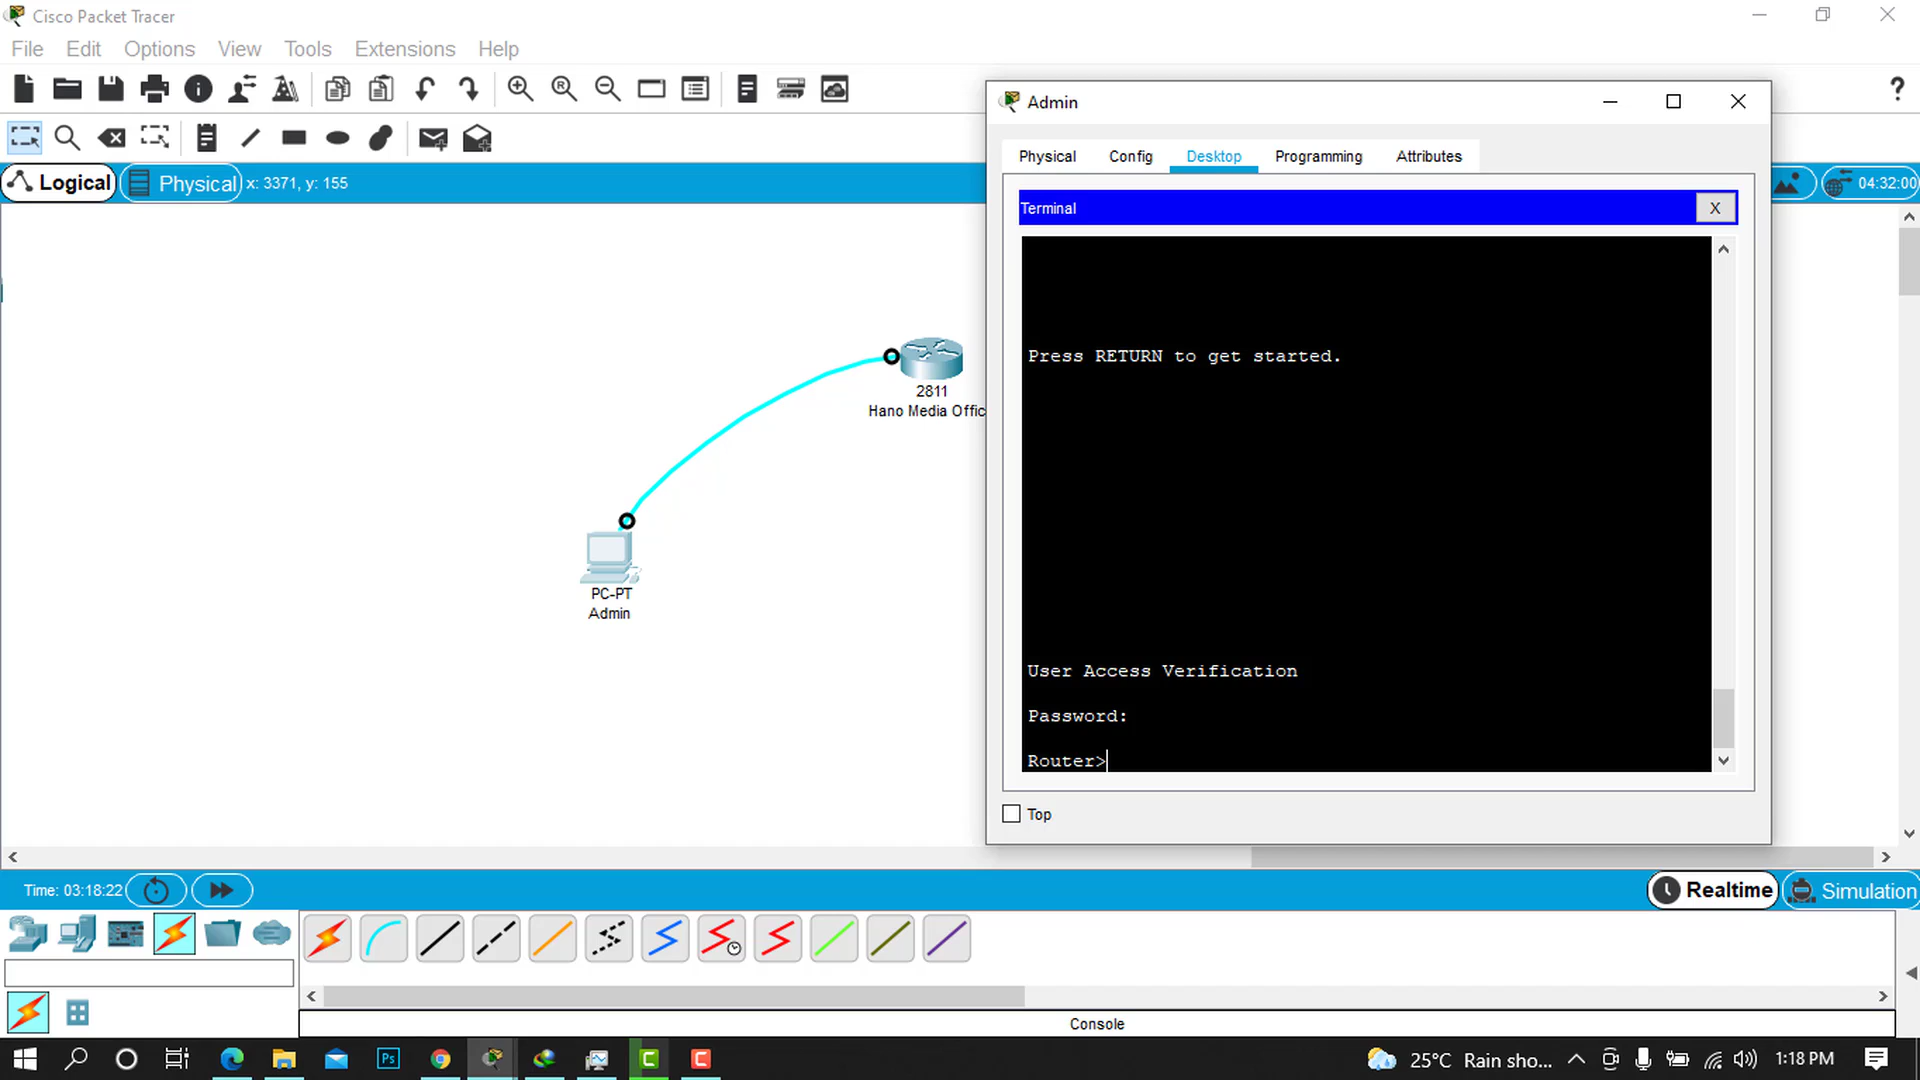 Cisco Packet Tracer
File Edit Options View Tools Extensions Help
Logical Physical x: 3371, y: 155
04:32:00
2811
Hano Media Offic
PC-PT
Admin
Admin
Physical Config Desktop Programming Attributes
Terminal X
Press RETURN to get started.
User Access Verification
Password:
Router>
Top
Time: 03:18:22
Realtime Simulation
Console
25°C Rain sho... 1:18 PM